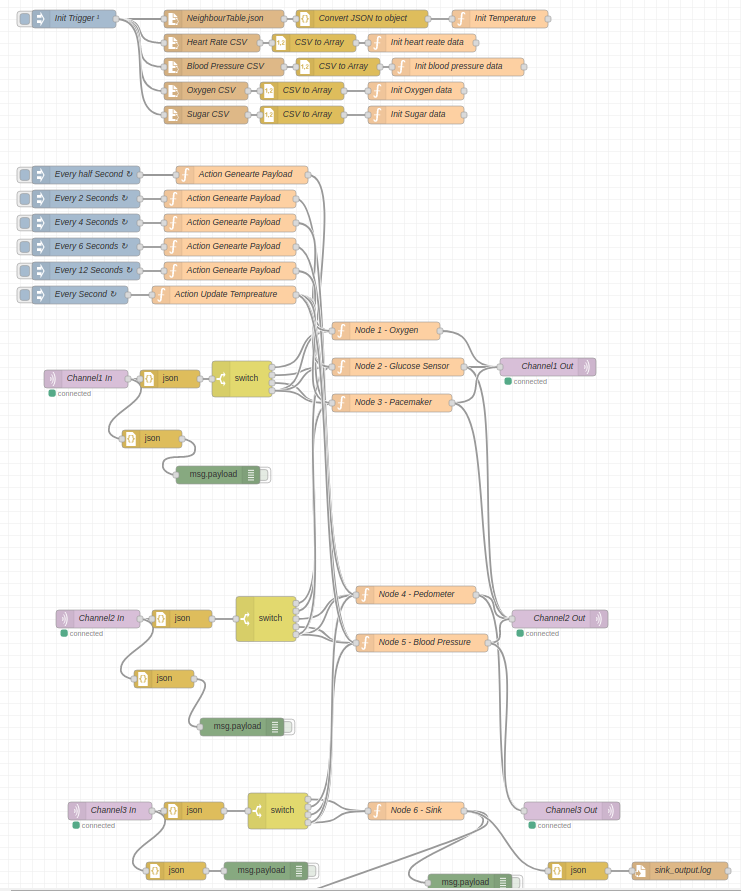 Init Trigger ¹
NeighbourTable.json
Convert JSON to object
Init Temperature
Heart Rate CSV
CSV to Array
Init heart reate data
Blood Pressure CSV
CSV to Array
Init blood pressure data
Oxygen CSV
CSV to Array
Init Oxygen data
Sugar CSV
CSV to Array
Init Sugar data
Every half Second ↻
Action Genearte Payload
Every 2 Seconds ↻
Action Genearte Payload
Every 4 Seconds ↻
Action Genearte Payload
Every 6 Seconds ↻
Action Genearte Payload
Every 12 Seconds ↻
Action Genearte Payload
Every Second ↻
Action Update Tempreature
Node 1 - Oxygen
Node 2 - Glucose Sensor
Channel1 Out
connected
Channel1 In
json
switch
connected
Node 3 - Pacemaker
json
msg.payload
Node 4 - Pedometer
Channel2 In
json
switch
Channel2 Out
connected
connected
Node 5 - Blood Pressure
json
msg.payload
Channel3 In
json
switch
Node 6 - Sink
Channel3 Out
connected
connected
json
msg.payload
json
sink_output.log
msg.payload